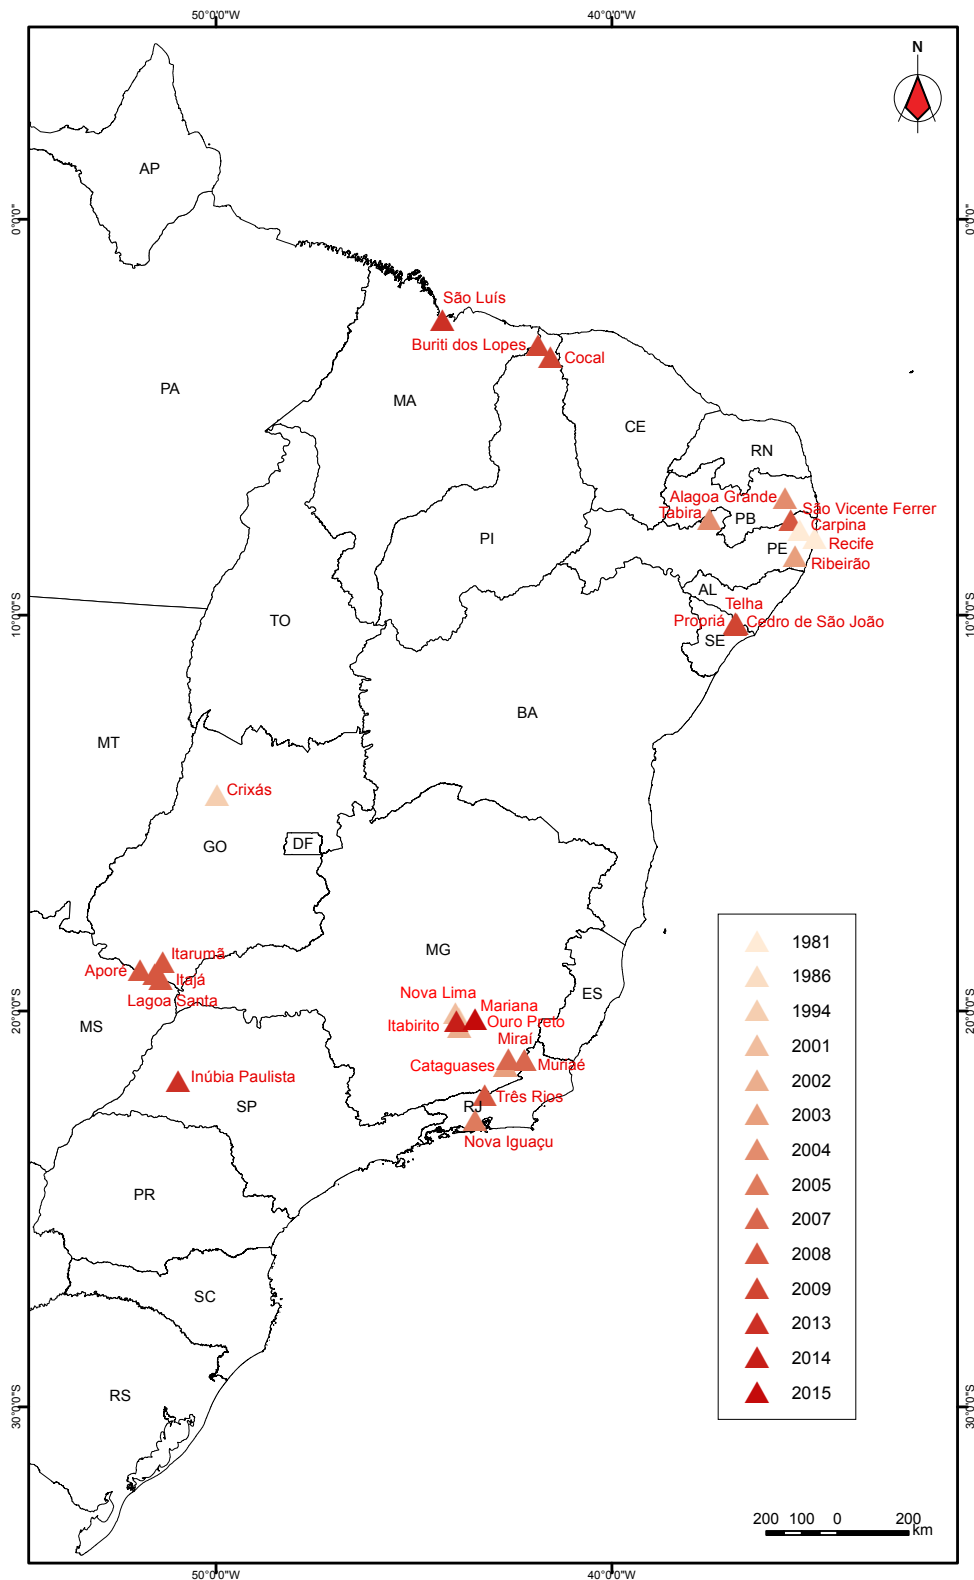 50°0'0"W
40°0'0"W
N
AP
0°0'0"
0°0'0"
São Luís
Buriti dos Lopes
Cocal
PA
MA
CE
RN
Alagoa Grande
São Vicente Ferrer
Tabira
PB
Carpina
PI
PE
Recife
Ribeirão
AL
Telha
10°0'0"S
10°0'0"S
TO
Propriá
Cedro de São João
SE
BA
MT
Crixás
GO
DF
1981
MG
Itarumã
Aporé
Itajá
1986
Nova Lima
ES
Lagoa Santa
Mariana
1994
20°0'0"S
20°0'0"S
MS
Itabirito
Ouro Preto
Miraí
2001
Cataguases
Muriaé
Inúbia Paulista
2002
SP
Três Rios
RJ
2003
Nova Iguaçu
2004
PR
2005
2007
2008
SC
2009
2013
2014
RS
2015
30°0'0"S
30°0'0"S
200 100 0 200
km
50°0'0"W
40°0'0"W